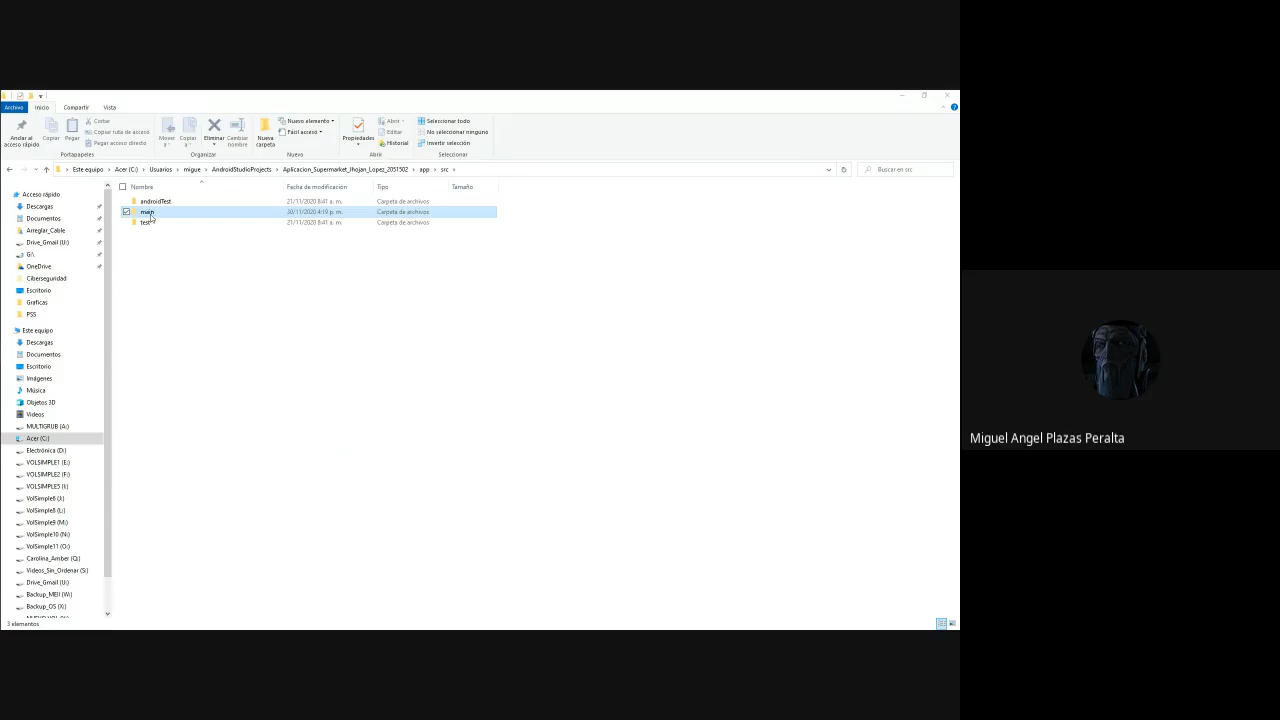 Archivo Inicio Compartir Vista
Anclar al acceso rápido
Copiar
Pegar
Cortar
Copiar ruta de acceso
Pegar acceso directo
Portapapeles
Mover a
Copiar a
Eliminar
Cambiar nombre
Organizar
Nueva carpeta
Nuevo elemento
Fácil acceso
Nuevo
Propiedades
Abrir
Editar
Historial
Abrir
Seleccionar todo
No seleccionar ninguno
Invertir selección
Seleccionar
Este equipo > Acer (C:) > Usuarios > migue > AndroidStudioProjects > Aplicacion_Supermarket_Jhojan_Lopez_2051502 > app > src >
Buscar en src
Nombre Fecha de modificación Tipo Tamaño
androidTest 21/11/2020 8:41 a. m. Carpeta de archivos
main 30/11/2020 4:19 p. m. Carpeta de archivos
test 21/11/2020 8:41 a. m. Carpeta de archivos
Acceso rápido
Descargas
Documentos
Arreglar_Cable
Drive_Gmail (U:)
G:\
OneDrive
Ciberseguridad
Escritorio
Graficas
PSS
Este equipo
Descargas
Documentos
Escritorio
Imágenes
Música
Objetos 3D
Videos
MULTIGRUB (A:)
Acer (C:)
Electrónica (D:)
VOLSIMPLE1 (E:)
VOLSIMPLE2 (F:)
VOLSIMPLE5 (I:)
VolSimple6 (J:)
VolSimple8 (L:)
VolSimple9 (M:)
VolSimple10 (N:)
VolSimple11 (O:)
Carolina_Amber (Q:)
Videos_Sin_Ordenar (S:)
Drive_Gmail (U:)
Backup_MEII (W:)
Backup_OS (X:)
3 elementos
Miguel Angel Plazas Peralta